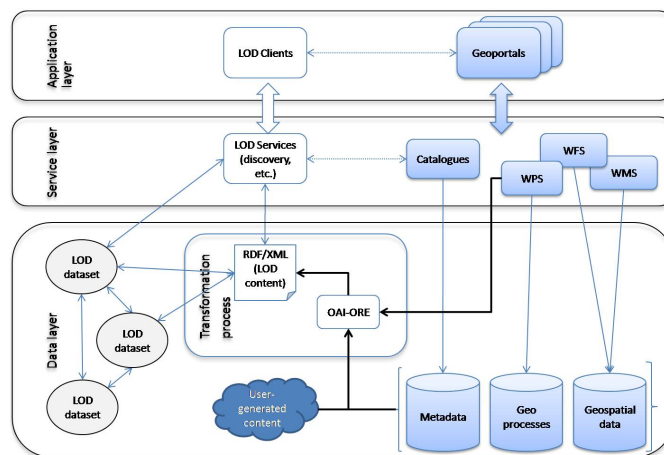 Application
layer
LOD Clients
Geoportals
Service layer
LOD Services
(discovery,
etc.)
Catalogues
WFS
WPS
WMS
Data layer
LOD
dataset
LOD
dataset
LOD
dataset
Transformation
process
RDF/XML
(LOD
content)
OAI-ORE
User-
generated
content
Metadata
Geo
processes
Geospatial
data